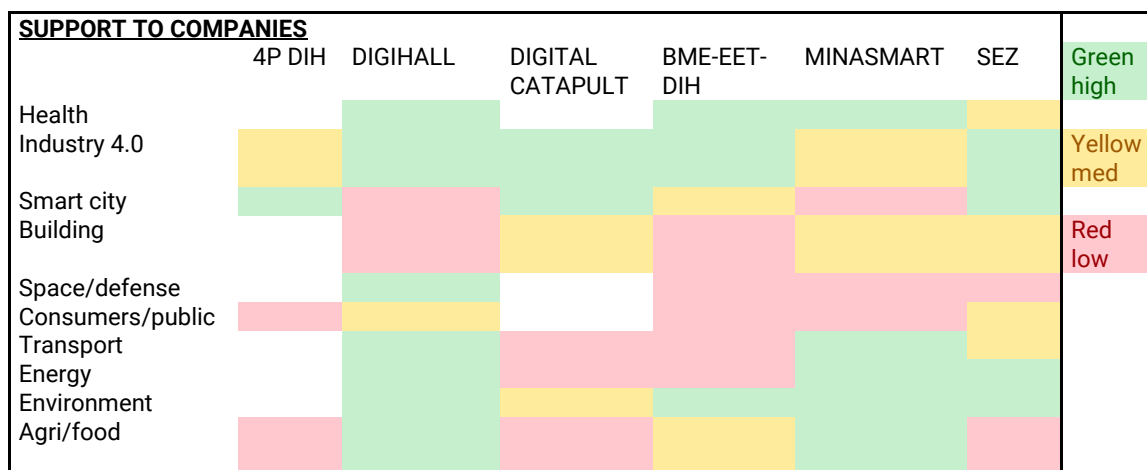 SUPPORT TO COMPANIES
4P DIH DIGIHALL DIGITAL BME-EET- MINASMART SEZ Green
CATAPULT DIH high
Health
Industry 4.0 Yellow
med
Smart city
Building Red
low
Space/defense
Consumers/public
Transport
Energy
Environment
Agri/food